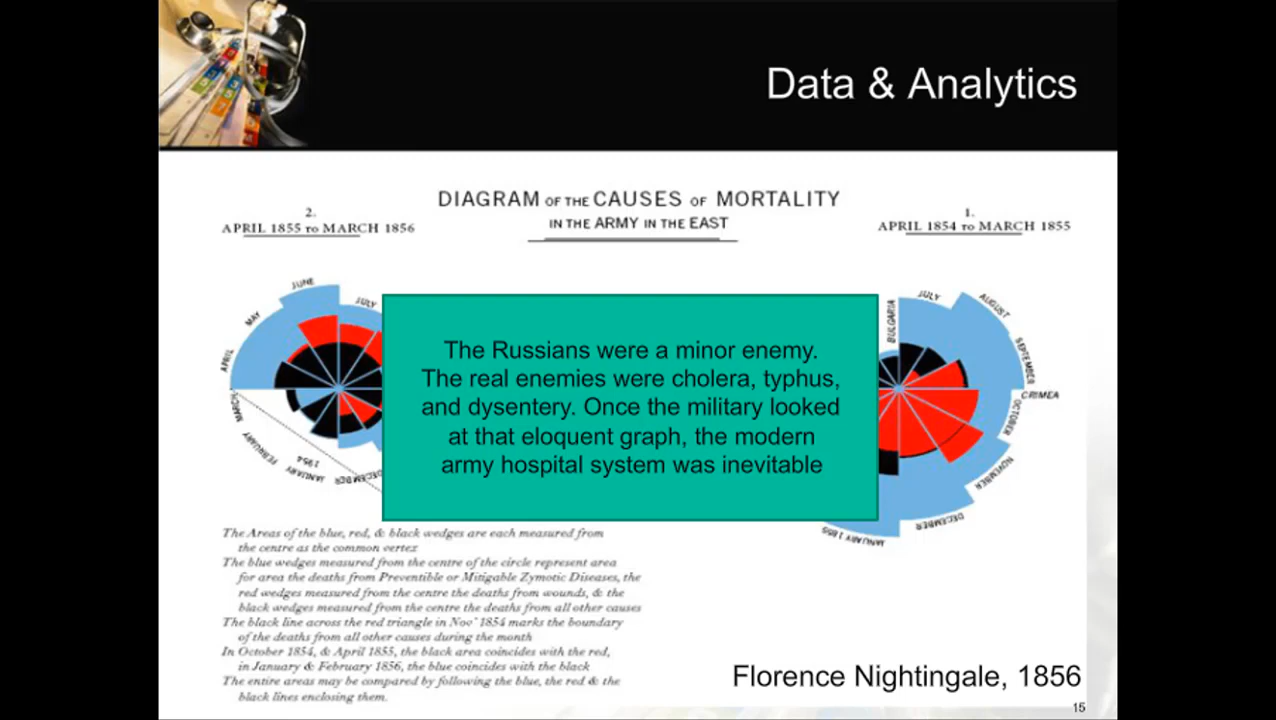 Data & Analytics
DIAGRAM OF THE CAUSES OF MORTALITY
IN THE ARMY IN THE EAST
2.
APRIL 1855 TO MARCH 1856
1.
APRIL 1854 TO MARCH 1855
JUNE
JULY
MAY
APRIL
MARCH
FEBRUARY
1954
JANUARY
BULGARIA
JULY
AUGUST
SEPTEMBER
CRIMEA
OCTOBER
NOVEMBER
DECEMBER
JANUARY 1855
The Russians were a minor enemy.
The real enemies were cholera, typhus,
and dysentery. Once the military looked
at that eloquent graph, the modern
army hospital system was inevitable
The Areas of the blue, red, & black wedges are each measured from
the centre as the common vertex
The blue wedges measured from the centre of the circle represent area
for area the deaths from Preventible or Mitigable Zymotic Diseases, the
red wedges measured from the centre the deaths from wounds, & the
black wedges measured from the centre the deaths from all other causes
The black line across the red triangle in Nov' 1854 marks the boundary
of the deaths from all other causes during the month
In October 1854, & April 1855, the black area coincides with the red,
in January & February 1856, the blue coincides with the black
The entire areas may be compared by following the blue, the red & the
black lines enclosing them.
Florence Nightingale, 1856
15